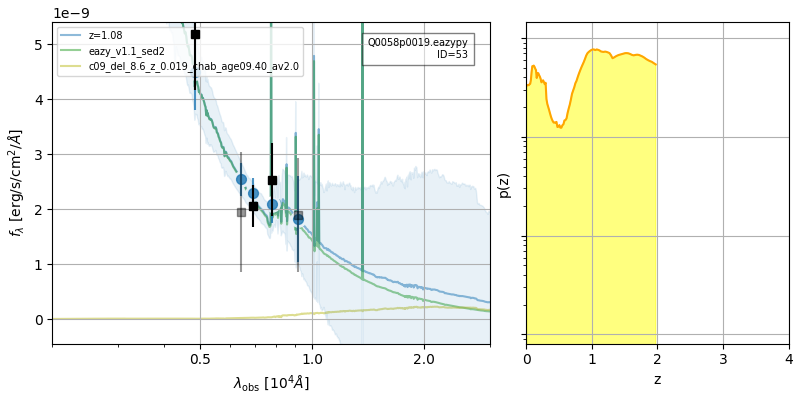 1e−9
z=1.08
eazy_v1.1_sed2
c09_del_8.6_z_0.019_chab_age09.40_av2.0
Q0058p0019.eazypy
ID=53
5
4
3
2
1
0
f_λ [erg/s/cm²/Å]
0.5
1.0
2.0
λ_obs [10⁴Å]
p(z)
0
1
2
3
4
z